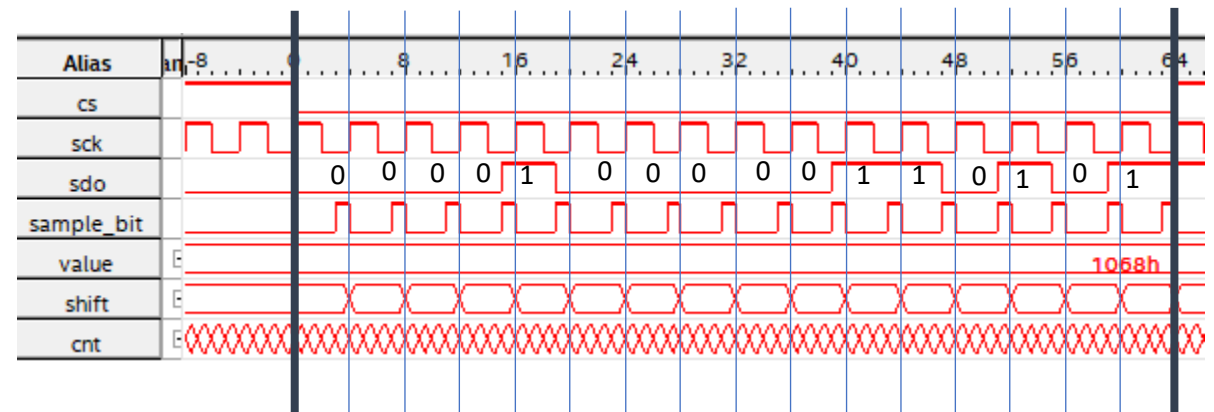 Alias an -8 0 8 16 24 32 40 48 56 64
cs
sck
sdo 0 0 0 0 1 0 0 0 0 0 1 1 0 1 0 1
sample_bit
value 1068h
shift
cnt